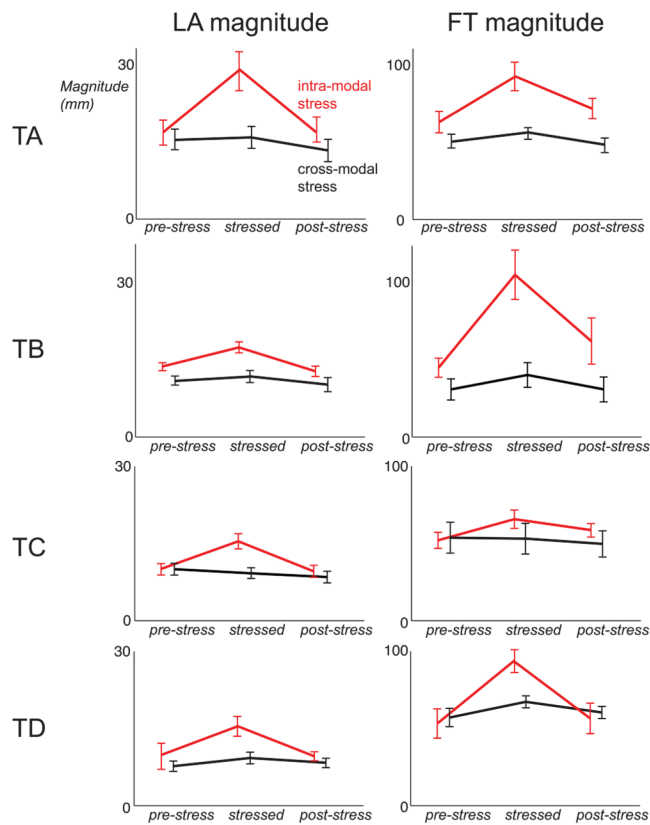 LA magnitude FT magnitude
30 100
Magnitude
(mm)
intra-modal
stress
TA
cross-modal
stress
0 0
pre-stress stressed post-stress pre-stress stressed post-stress
30 100
TB
0 0
pre-stress stressed post-stress pre-stress stressed post-stress
30 100
TC
0 0
pre-stress stressed post-stress pre-stress stressed post-stress
30 100
TD
0 0
pre-stress stressed post-stress pre-stress stressed post-stress